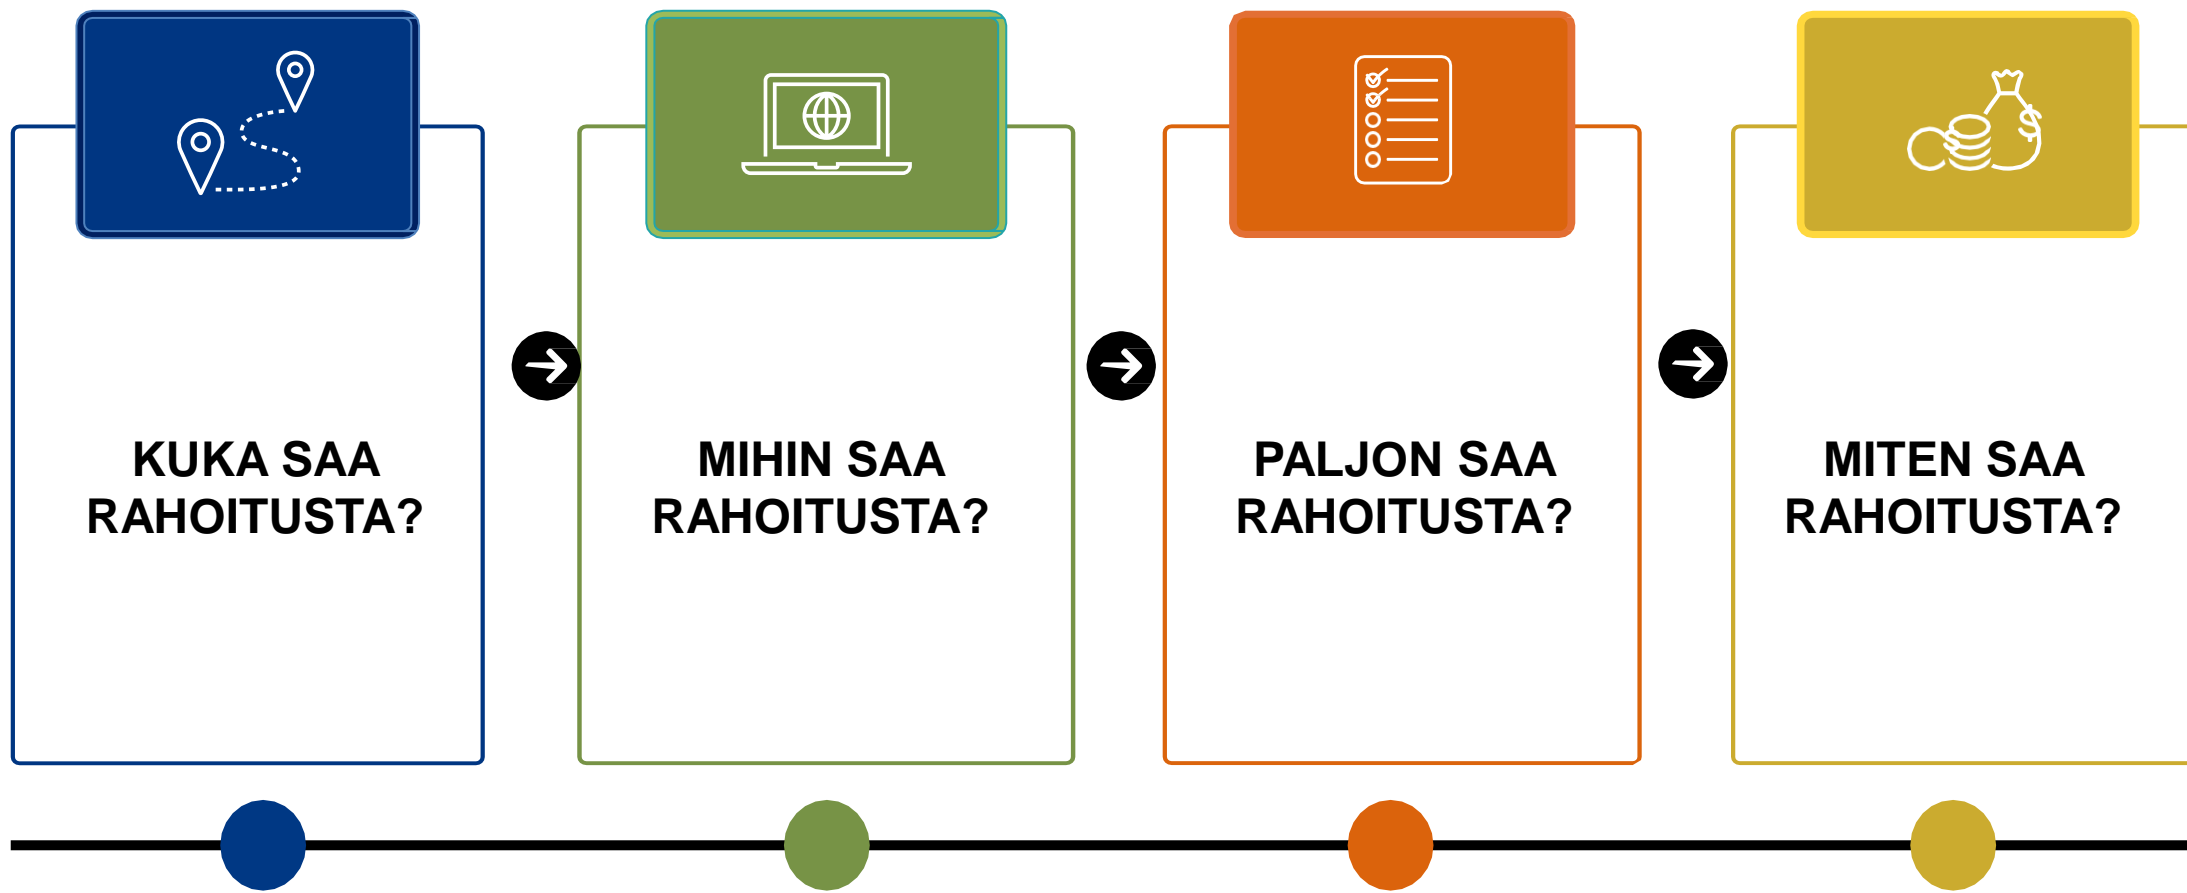 KUKA SAA
RAHOITUSTA?
MIHIN SAA
RAHOITUSTA?
PALJON SAA
RAHOITUSTA?
MITEN SAA
RAHOITUSTA?